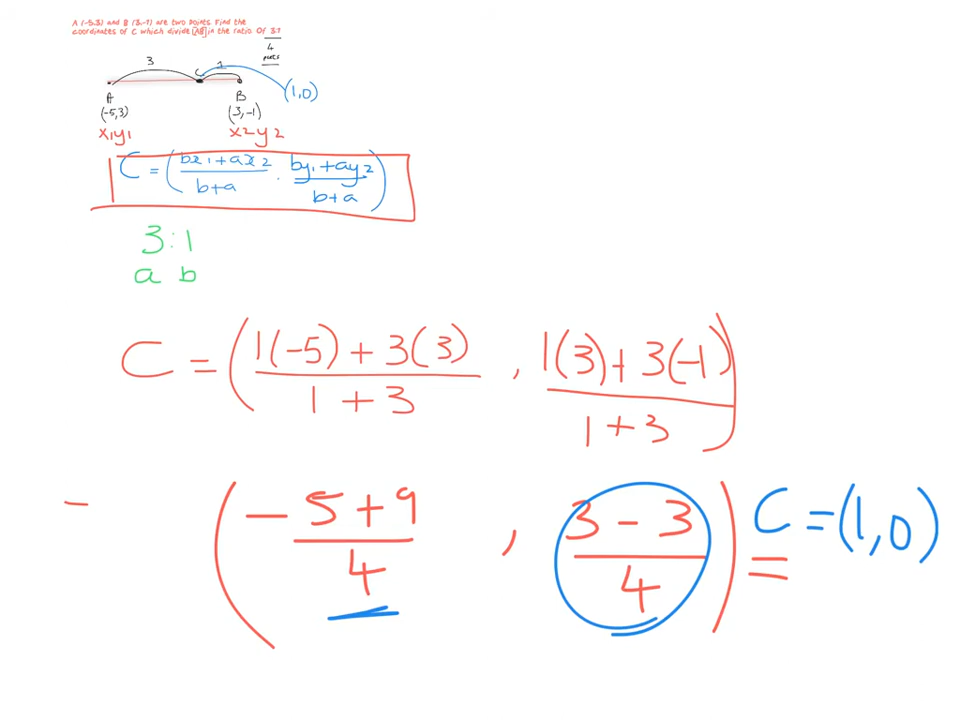 A (-5,3) and B (3,-1) are two points Find the
coordinates of C which divide [AB] in the ratio. Of 3:1
4
parts
3 C 1
A B (1,0)
(-5,3) (3,-1)
x1y1 x2y2
C = (bx1+ax2/b+a , by1+ay2/b+a)
3:1
a b
C = (1(-5)+3(3)/1+3 , 1(3)+3(-1)/1+3)
- (-5+9/4 , 3-3/4) C=(1,0)